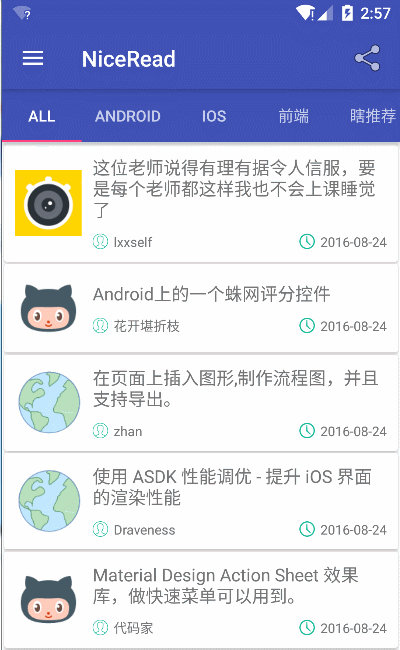 2:57
NiceRead
ALL ANDROID IOS 前端 瞎推荐
这位老师说得有理有据令人信服，要
是每个老师都这样我也不会上课睡觉
了
lxxself 2016-08-24
Android上的一个蛛网评分控件
花开堪折枝 2016-08-24
在页面上插入图形,制作流程图，并且
支持导出。
zhan 2016-08-24
使用 ASDK 性能调优 - 提升 iOS 界面
的渲染性能
Draveness 2016-08-24
Material Design Action Sheet 效果
库，做快速菜单可以用到。
代码家 2016-08-24